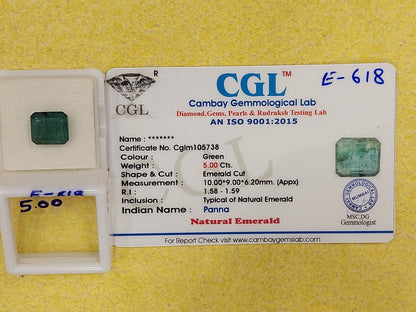 R
CGL
CGL™
E-618
Cambay Gemmological Lab
Diamond,Gems, Pearls & Rudraksh Testing Lab
AN ISO 9001:2015
Name : *******
Certificate No. Cglm105738
Colour : Green
Weight : 5.00 Cts.
Shape & Cut : Emerald Cut
Measurement : 10.00*9.00*6.20mm. (Appx)
R.I : 1.58 - 1.59
Inclusion : Typical of Natural Emerald
Indian Name : Panna
Natural Emerald
MSC,DG
Gemmologist
For Report Check Visit www.cambaygemslab.com
E-618
5.00